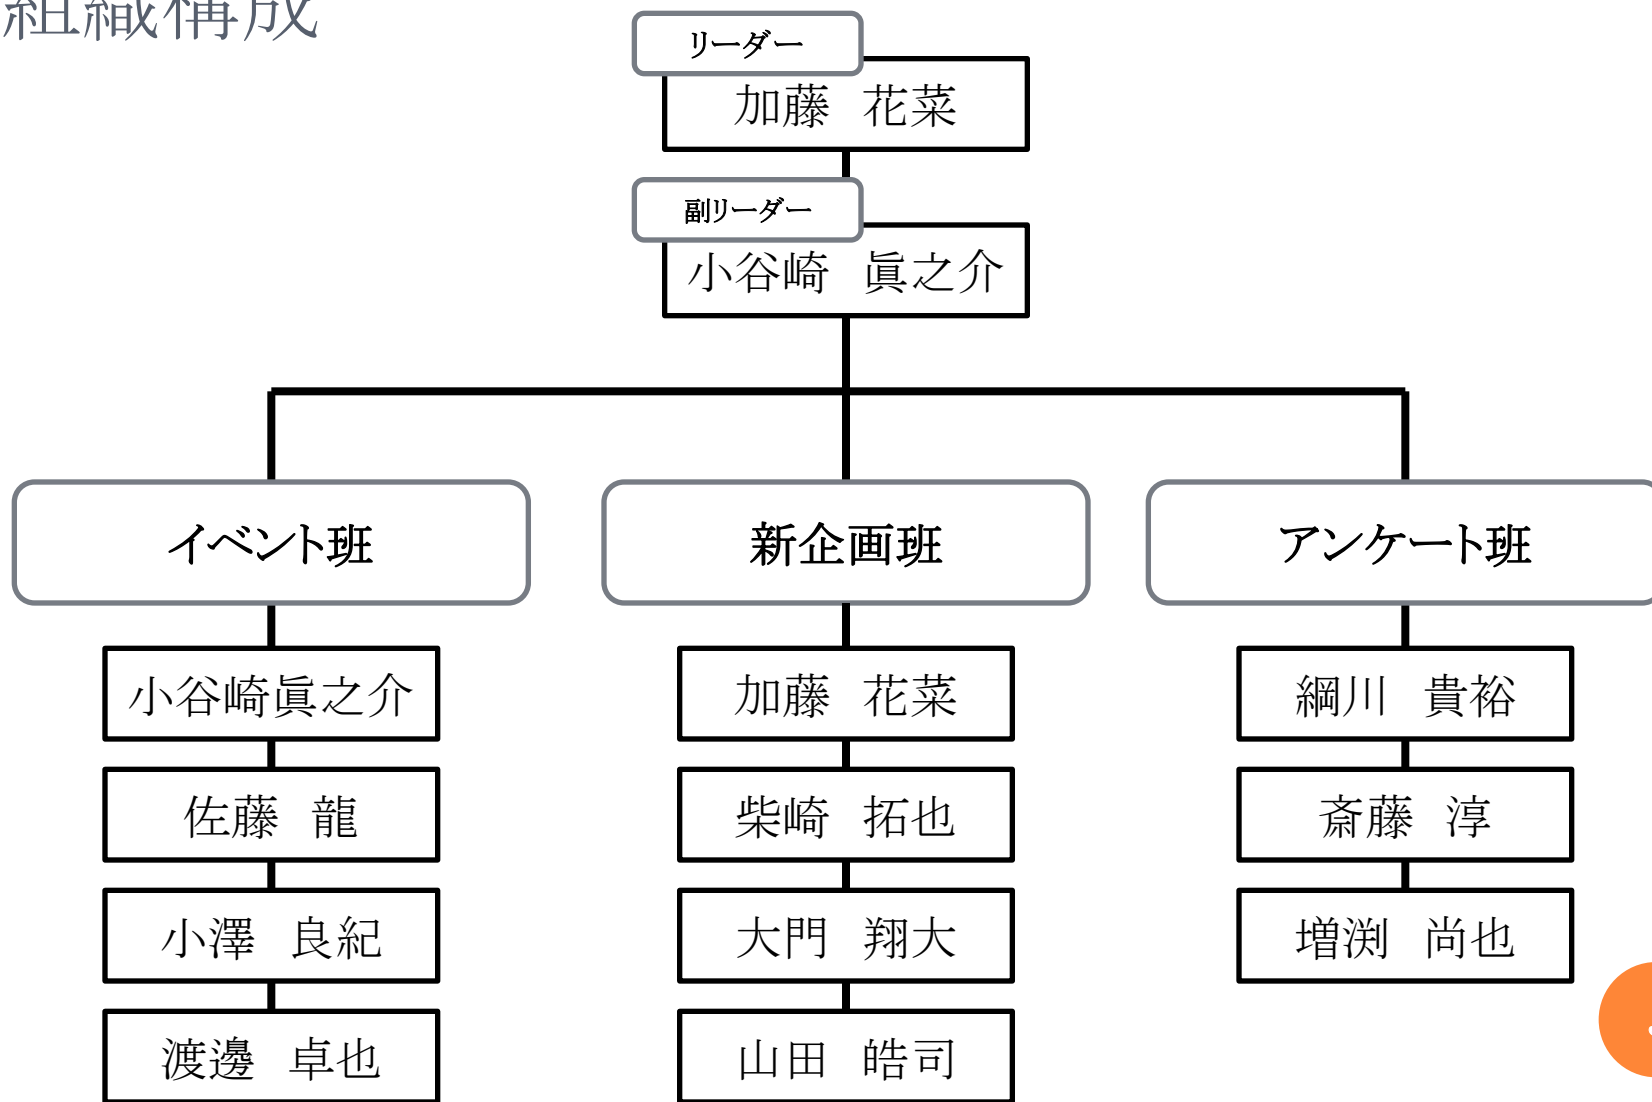 組織構成
リーダー
加藤 花菜
副リーダー
小谷崎 眞之介
イベント班
新企画班
アンケート班
小谷崎眞之介
加藤 花菜
綱川 貴裕
佐藤 龍
柴崎 拓也
斎藤 淳
小澤 良紀
大門 翔大
増渕 尚也
渡邊 卓也
山田 皓司